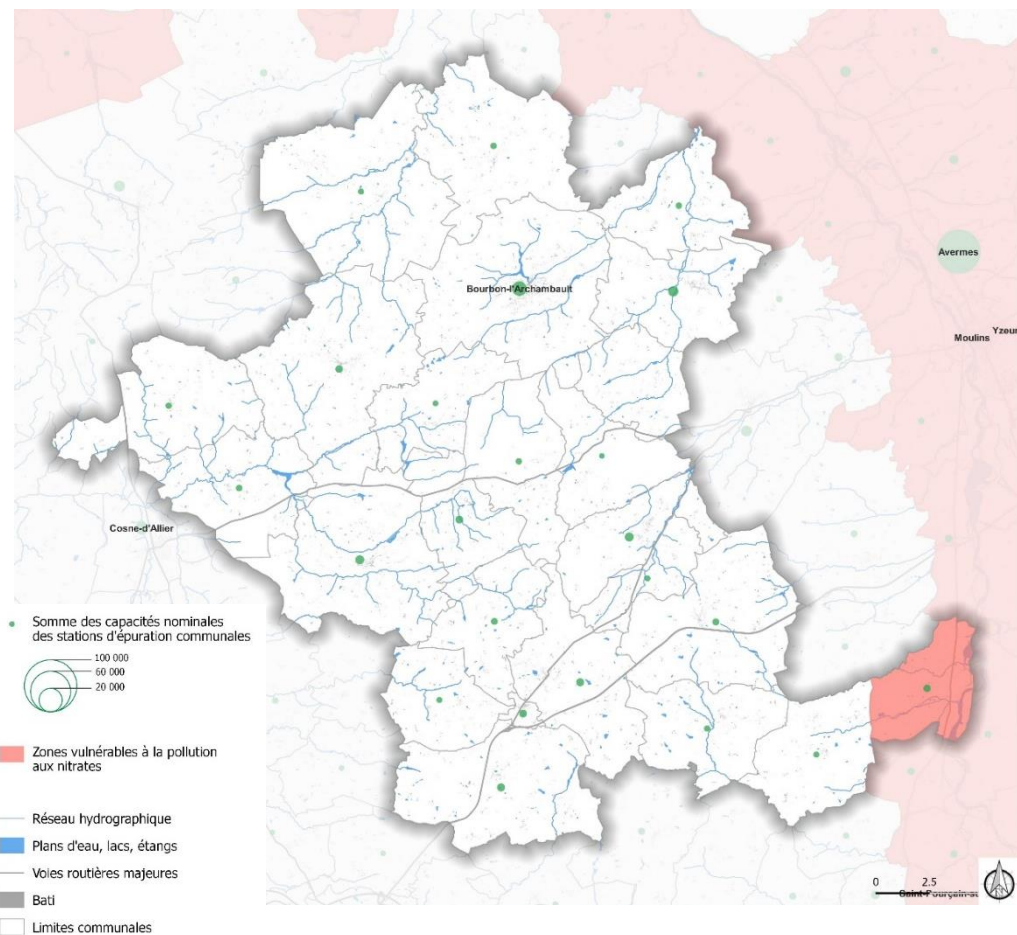 Avermes
Bourbon-l'Archambault
Yzeur
Moulins
Cosne-d'Allier
Somme des capacités nominales
des stations d'épuration communales
100 000
60 000
20 000
Zones vulnérables à la pollution
aux nitrates
Réseau hydrographique
Plans d'eau, lacs, étangs
Voies routières majeures
Bati
Limites communales
0 2.5